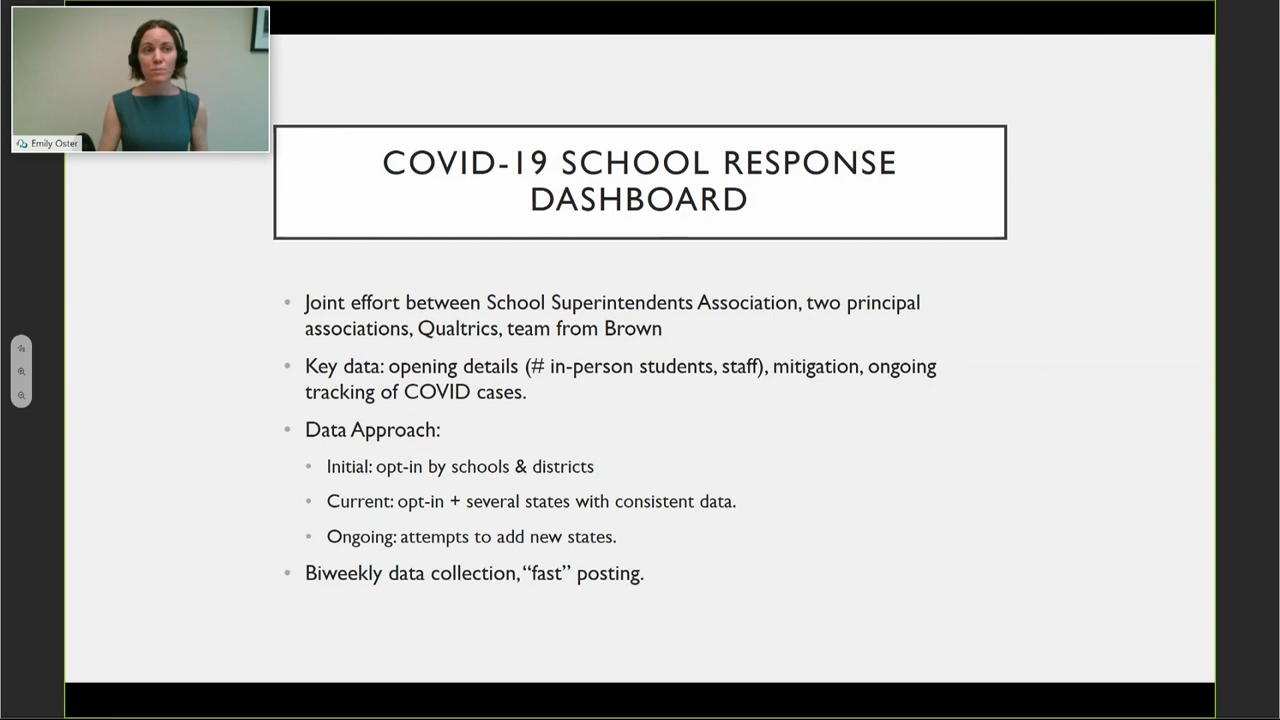 Emily Oster
COVID-19 SCHOOL RESPONSE
DASHBOARD
• Joint effort between School Superintendents Association, two principal
associations, Qualtrics, team from Brown
• Key data: opening details (# in-person students, staff), mitigation, ongoing
tracking of COVID cases.
• Data Approach:
• Initial: opt-in by schools & districts
• Current: opt-in + several states with consistent data.
• Ongoing: attempts to add new states.
• Biweekly data collection, “fast” posting.